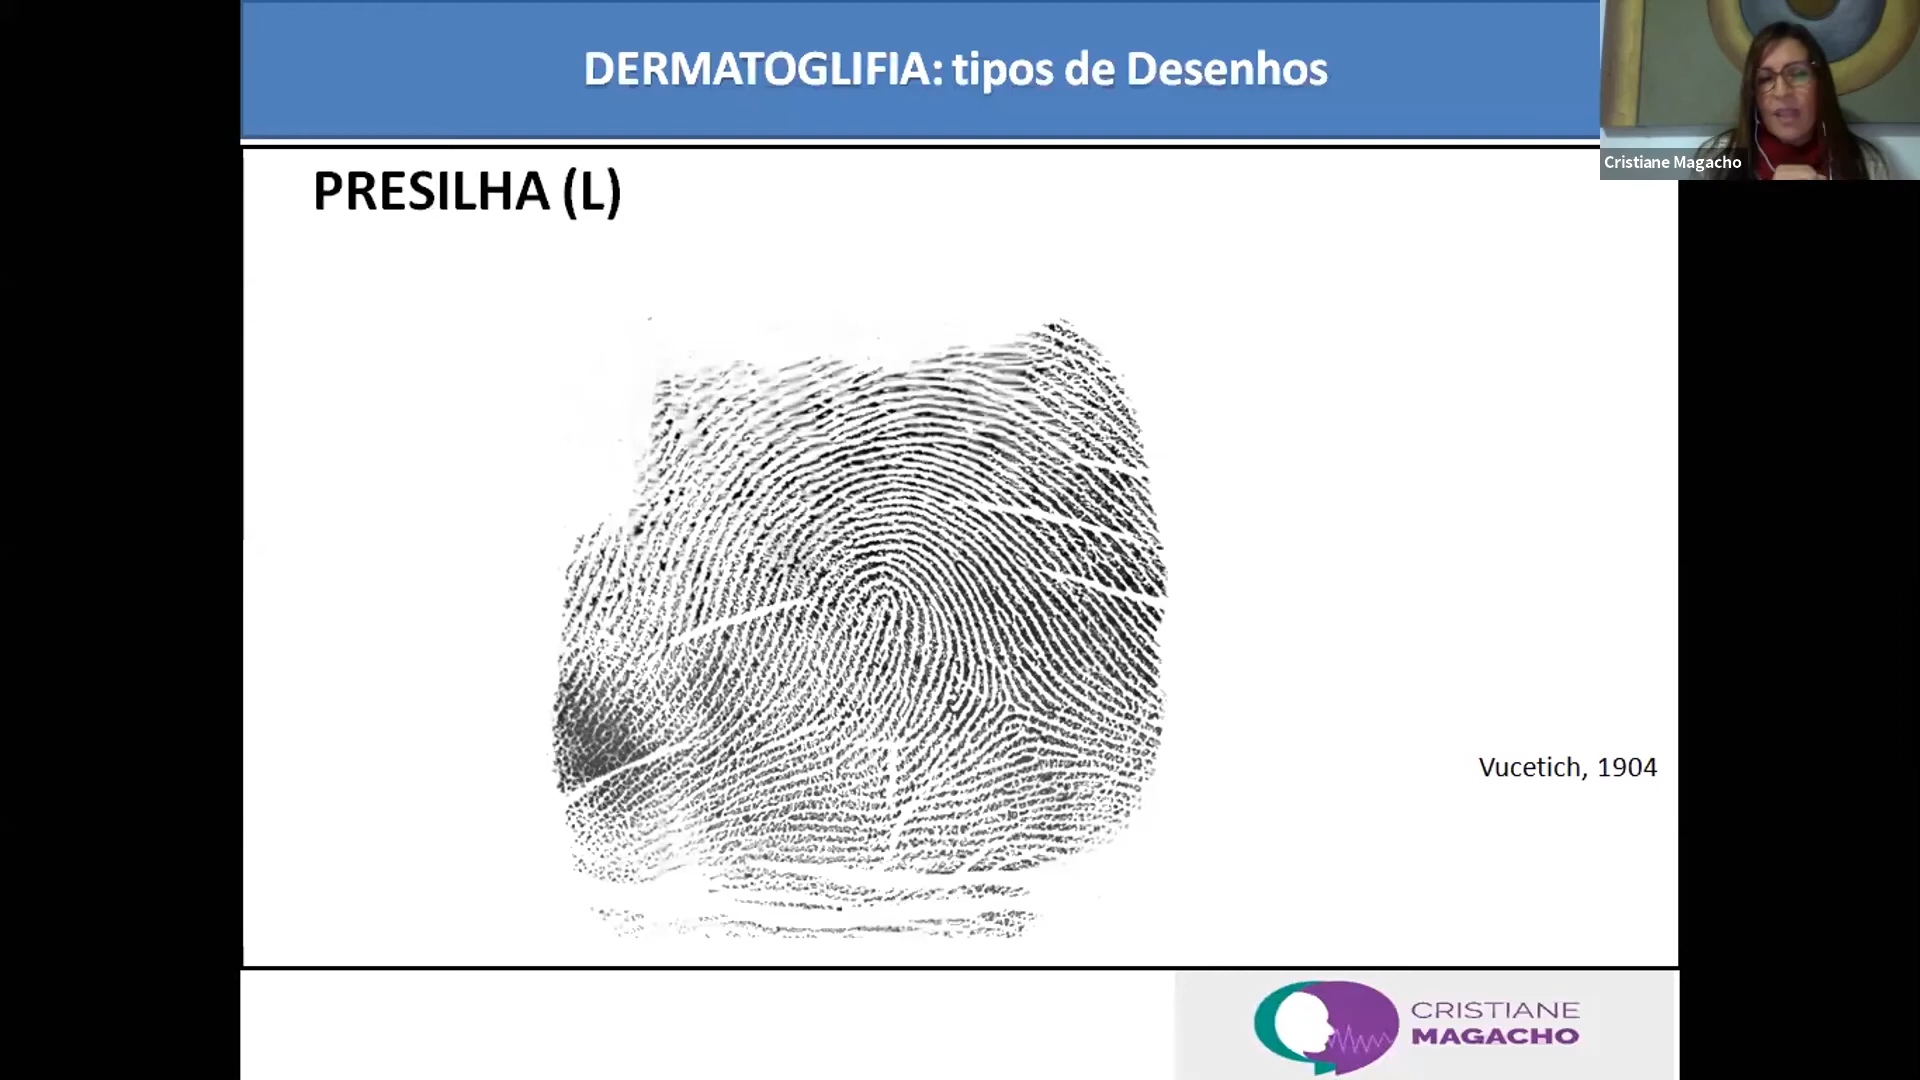 DERMATOGLIFIA: tipos de Desenhos
Cristiane Magacho
PRESILHA (L)
Vucetich, 1904
CRISTIANE
MAGACHO